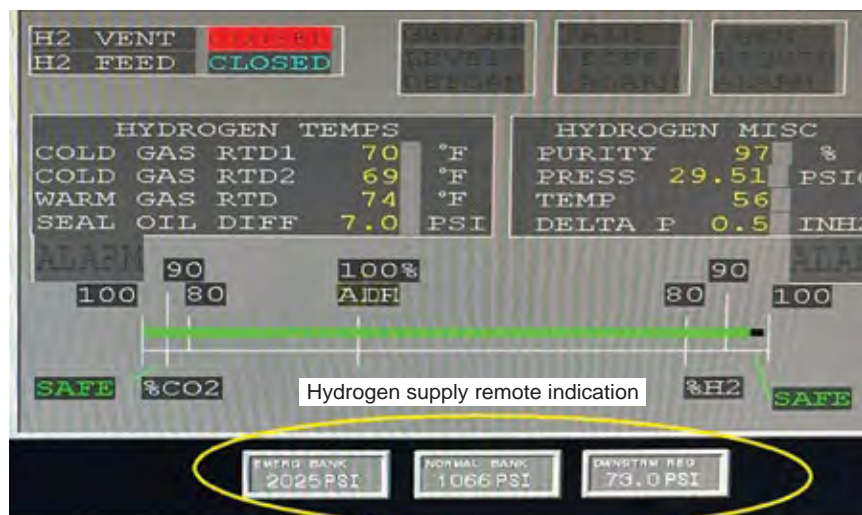 H2 VENT
H2 FEED CLOSED
HYDROGEN TEMPS
COLD GAS RTD1 70 °F
COLD GAS RTD2 69 °F
WARM GAS RTD 74 °F
SEAL OIL DIFF 7.0 PSI
HYDROGEN MISC
PURITY 97 %
PRESS 29.51 PSIG
TEMP 56
DELTA P 0.5
ALARM
90 100% 90
100 80 AIR 80 100
SAFE %CO2 Hydrogen supply remote indication %H2 SAFE
EMERG BANK
2025 PSI
NORMAL BANK
1066 PSI
DWNSTRM REG
73.0 PSI